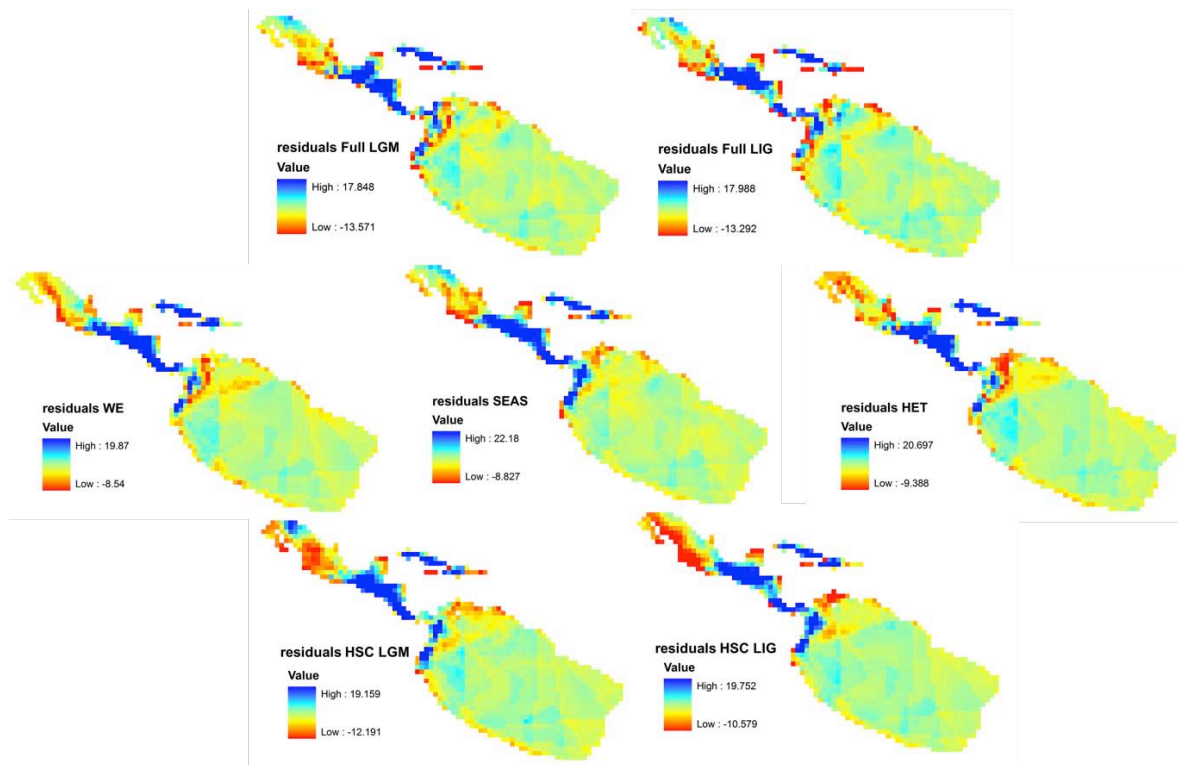 residuals Full LGM
Value
High : 17.848
Low : -13.571
residuals Full LIG
Value
High : 17.988
Low : -13.292
residuals WE
Value
High : 19.87
Low : -8.54
residuals SEAS
Value
High : 22.18
Low : -8.827
residuals HET
Value
High : 20.697
Low : -9.388
residuals HSC LGM
Value
High : 19.159
Low : -12.191
residuals HSC LIG
Value
High : 19.752
Low : -10.579